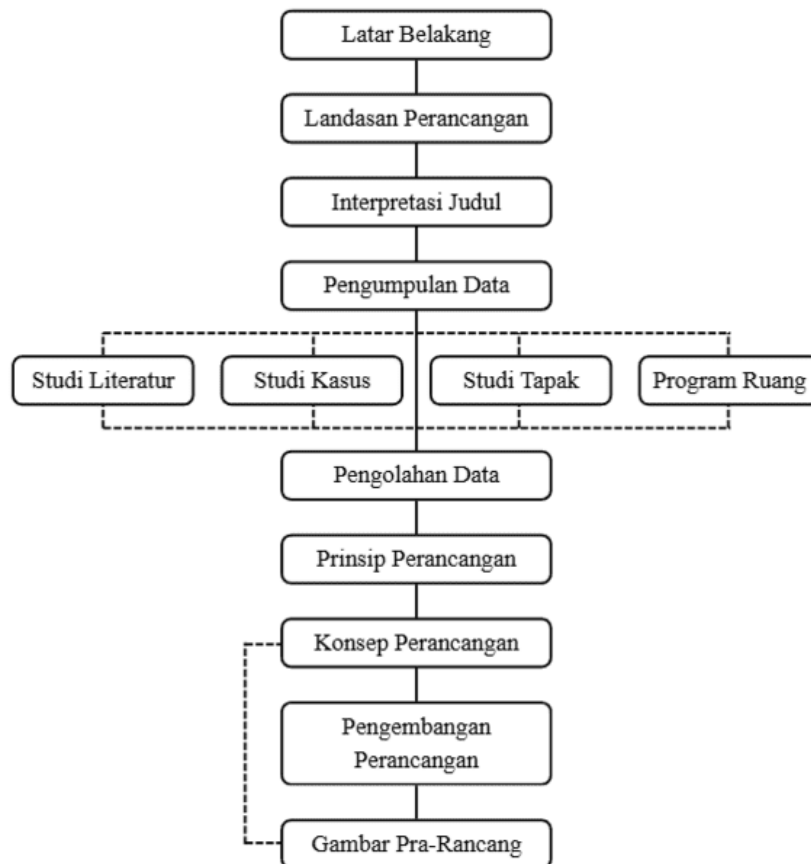 Latar Belakang
Landasan Perancangan
Interpretasi Judul
Pengumpulan Data
Studi Literatur
Studi Kasus
Studi Tapak
Program Ruang
Pengolahan Data
Prinsip Perancangan
Konsep Perancangan
Pengembangan
Perancangan
Gambar Pra-Rancang